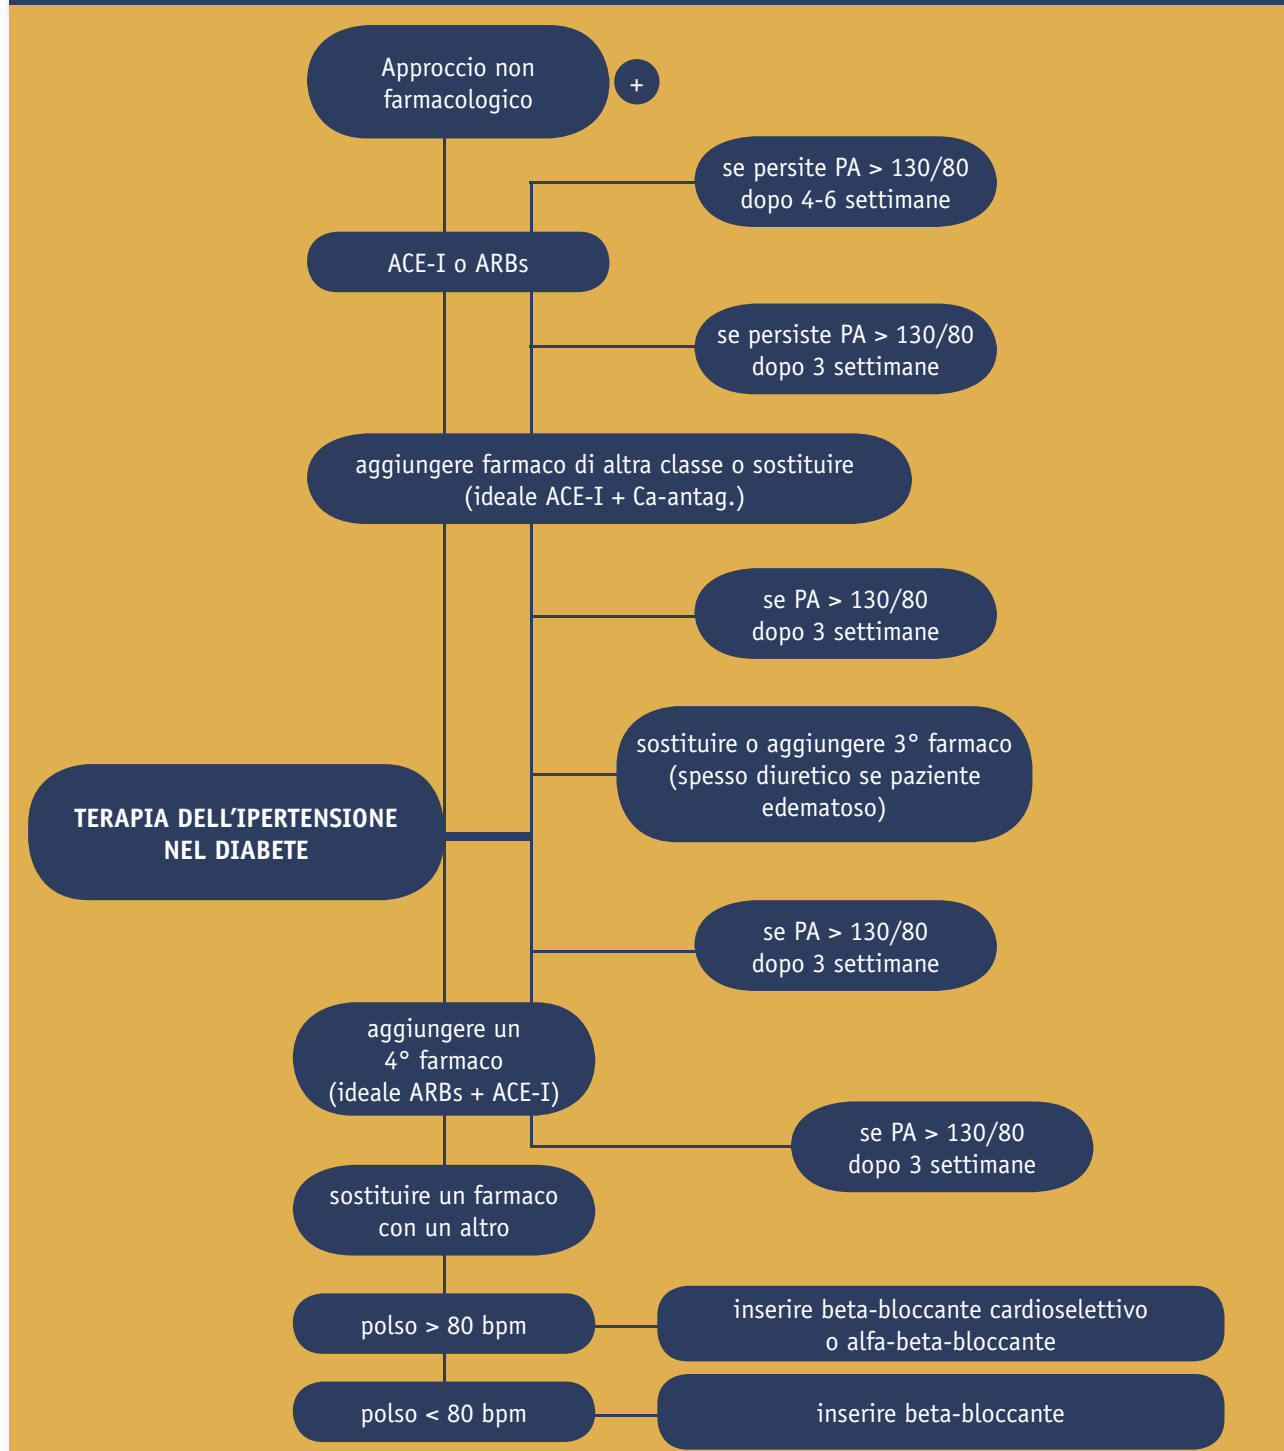 Approccio non
farmacologico
+
se persite PA > 130/80
dopo 4-6 settimane
ACE-I o ARBs
se persiste PA > 130/80
dopo 3 settimane
aggiungere farmaco di altra classe o sostituire
(ideale ACE-I + Ca-antag.)
se PA > 130/80
dopo 3 settimane
sostituire o aggiungere 3° farmaco
(spesso diuretico se paziente
edematoso)
TERAPIA DELL’IPERTENSIONE
NEL DIABETE
se PA > 130/80
dopo 3 settimane
aggiungere un
4° farmaco
(ideale ARBs + ACE-I)
se PA > 130/80
dopo 3 settimane
sostituire un farmaco
con un altro
polso > 80 bpm
inserire beta-bloccante cardioselettivo
o alfa-beta-bloccante
polso < 80 bpm
inserire beta-bloccante